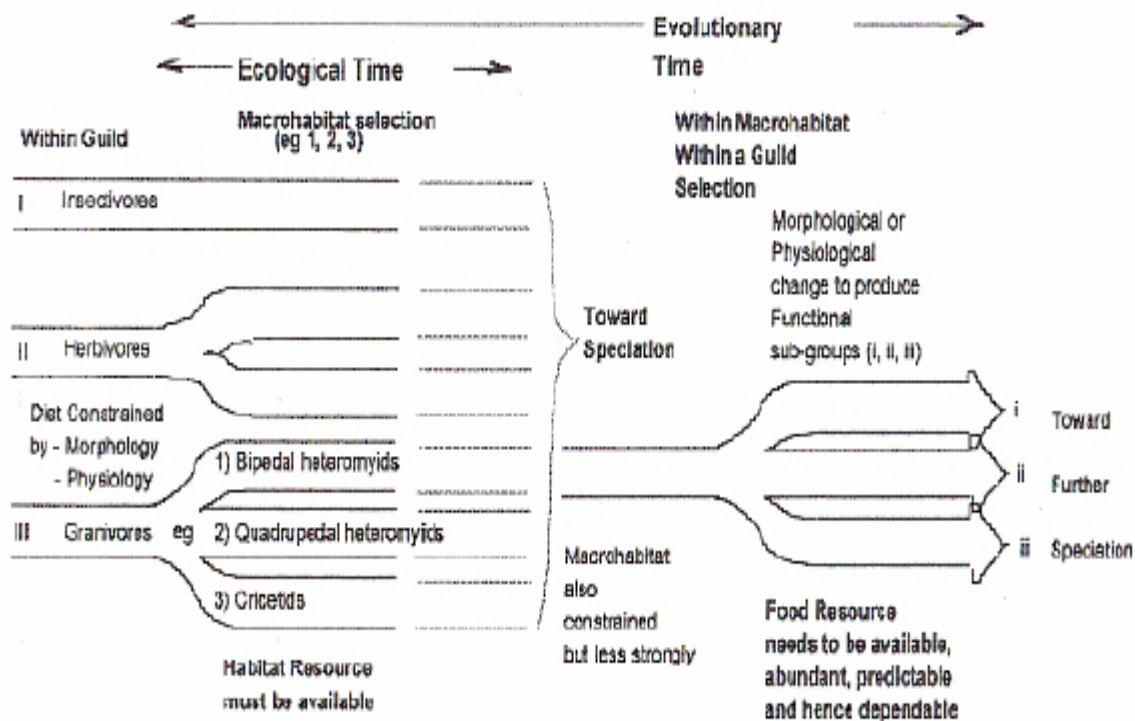 Evolutionary
Time
Ecological Time
Within Guild
Macrohabitat selection
(eg 1, 2, 3)
Within Macrohabitat
Within a Guild
Selection
I Insectivores
Morphological or
Physiological
change to produce
Functional
sub-groups (i, ii, iii)
Toward
Speciation
II Herbivores
Diet Constrained
by - Morphology
- Physiology
1) Bipedal heteromyids
III Granivores eg
2) Quadrupedal heteromyids
3) Cricetids
Habitat Resource
must be available
Macrohabitat
also
constrained
but less strongly
i Toward
ii Further
iii Speciation
Food Resource
needs to be available,
abundant, predictable
and hence dependable